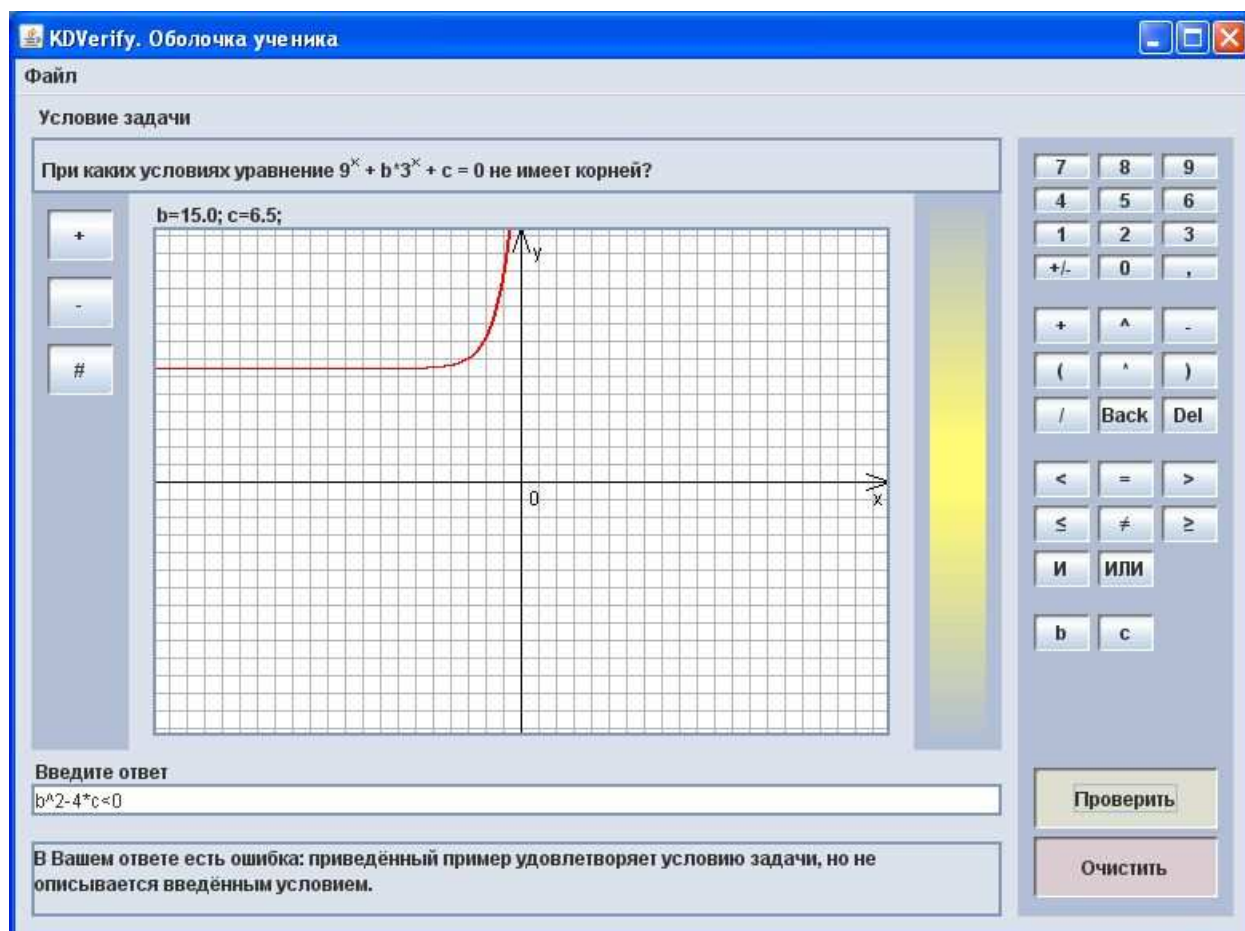 KDVerify. Оболочка ученика
Файл
Условие задачи
При каких условиях уравнение 9^x + b*3^x + c = 0 не имеет корней?
b=15.0; c=6.5;
+
-
#
y
0
x
7 8 9
4 5 6
1 2 3
+/- 0 ,
+ ^ -
( * )
/ Back Del
< = >
≤ ≠ ≥
И ИЛИ
b c
Введите ответ
b^2-4*c<0
Проверить
В Вашем ответе есть ошибка: приведённый пример удовлетворяет условию задачи, но не
описывается введённым условием.
Очистить